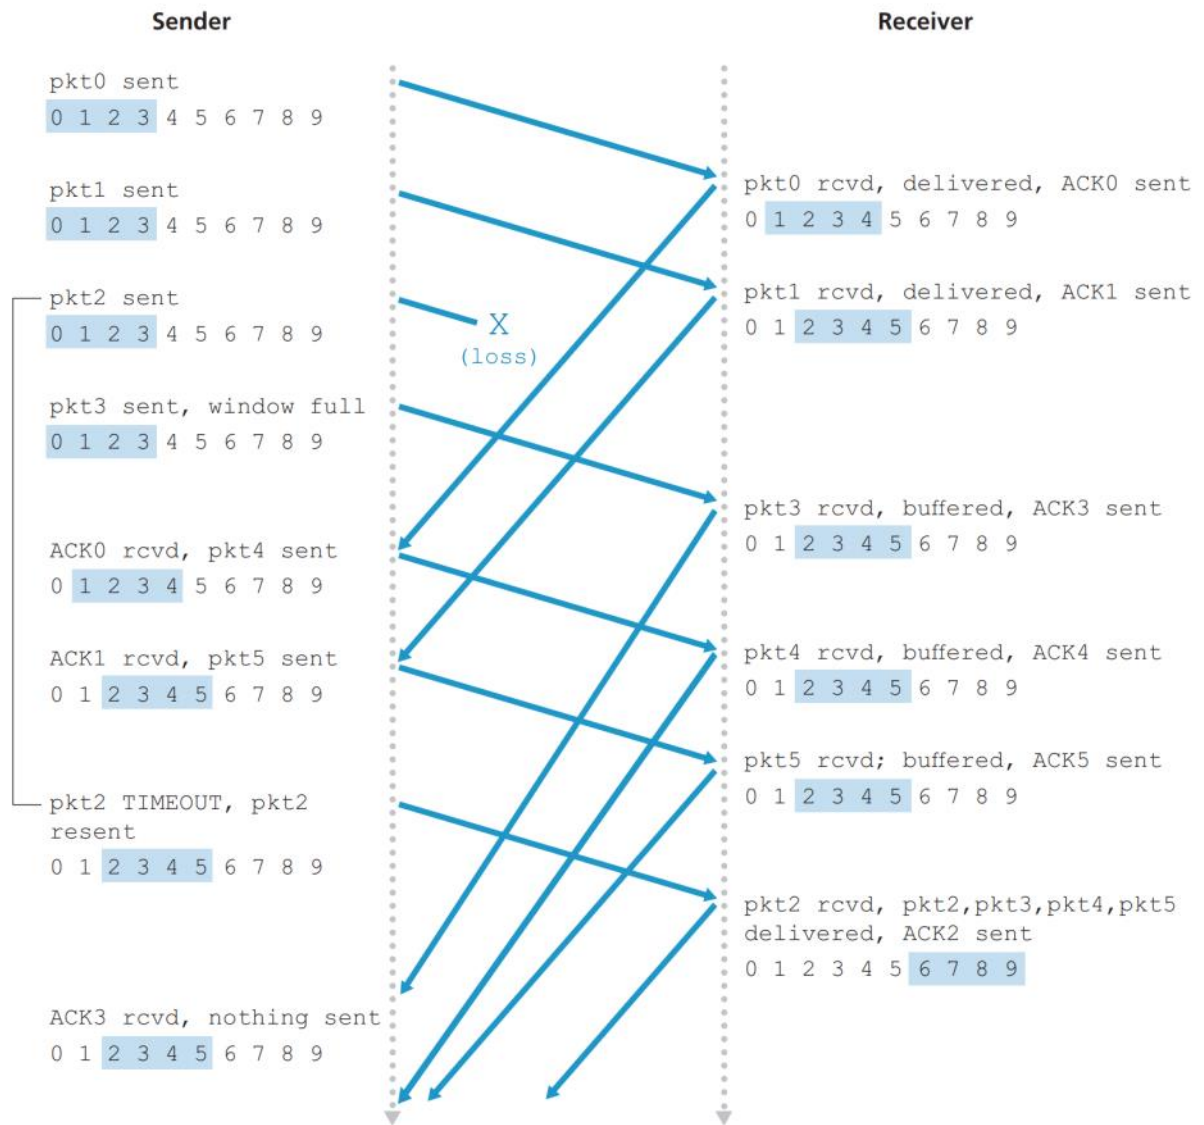 Sender
Receiver
pkt0 sent
0 1 2 3 4 5 6 7 8 9
pkt0 rcvd, delivered, ACK0 sent
0 1 2 3 4 5 6 7 8 9
pkt1 sent
0 1 2 3 4 5 6 7 8 9
pkt1 rcvd, delivered, ACK1 sent
0 1 2 3 4 5 6 7 8 9
pkt2 sent
0 1 2 3 4 5 6 7 8 9
X
(loss)
pkt3 sent, window full
0 1 2 3 4 5 6 7 8 9
pkt3 rcvd, buffered, ACK3 sent
0 1 2 3 4 5 6 7 8 9
ACK0 rcvd, pkt4 sent
0 1 2 3 4 5 6 7 8 9
pkt4 rcvd, buffered, ACK4 sent
0 1 2 3 4 5 6 7 8 9
ACK1 rcvd, pkt5 sent
0 1 2 3 4 5 6 7 8 9
pkt5 rcvd; buffered, ACK5 sent
0 1 2 3 4 5 6 7 8 9
pkt2 TIMEOUT, pkt2
resent
0 1 2 3 4 5 6 7 8 9
pkt2 rcvd, pkt2,pkt3,pkt4,pkt5
delivered, ACK2 sent
0 1 2 3 4 5 6 7 8 9
ACK3 rcvd, nothing sent
0 1 2 3 4 5 6 7 8 9